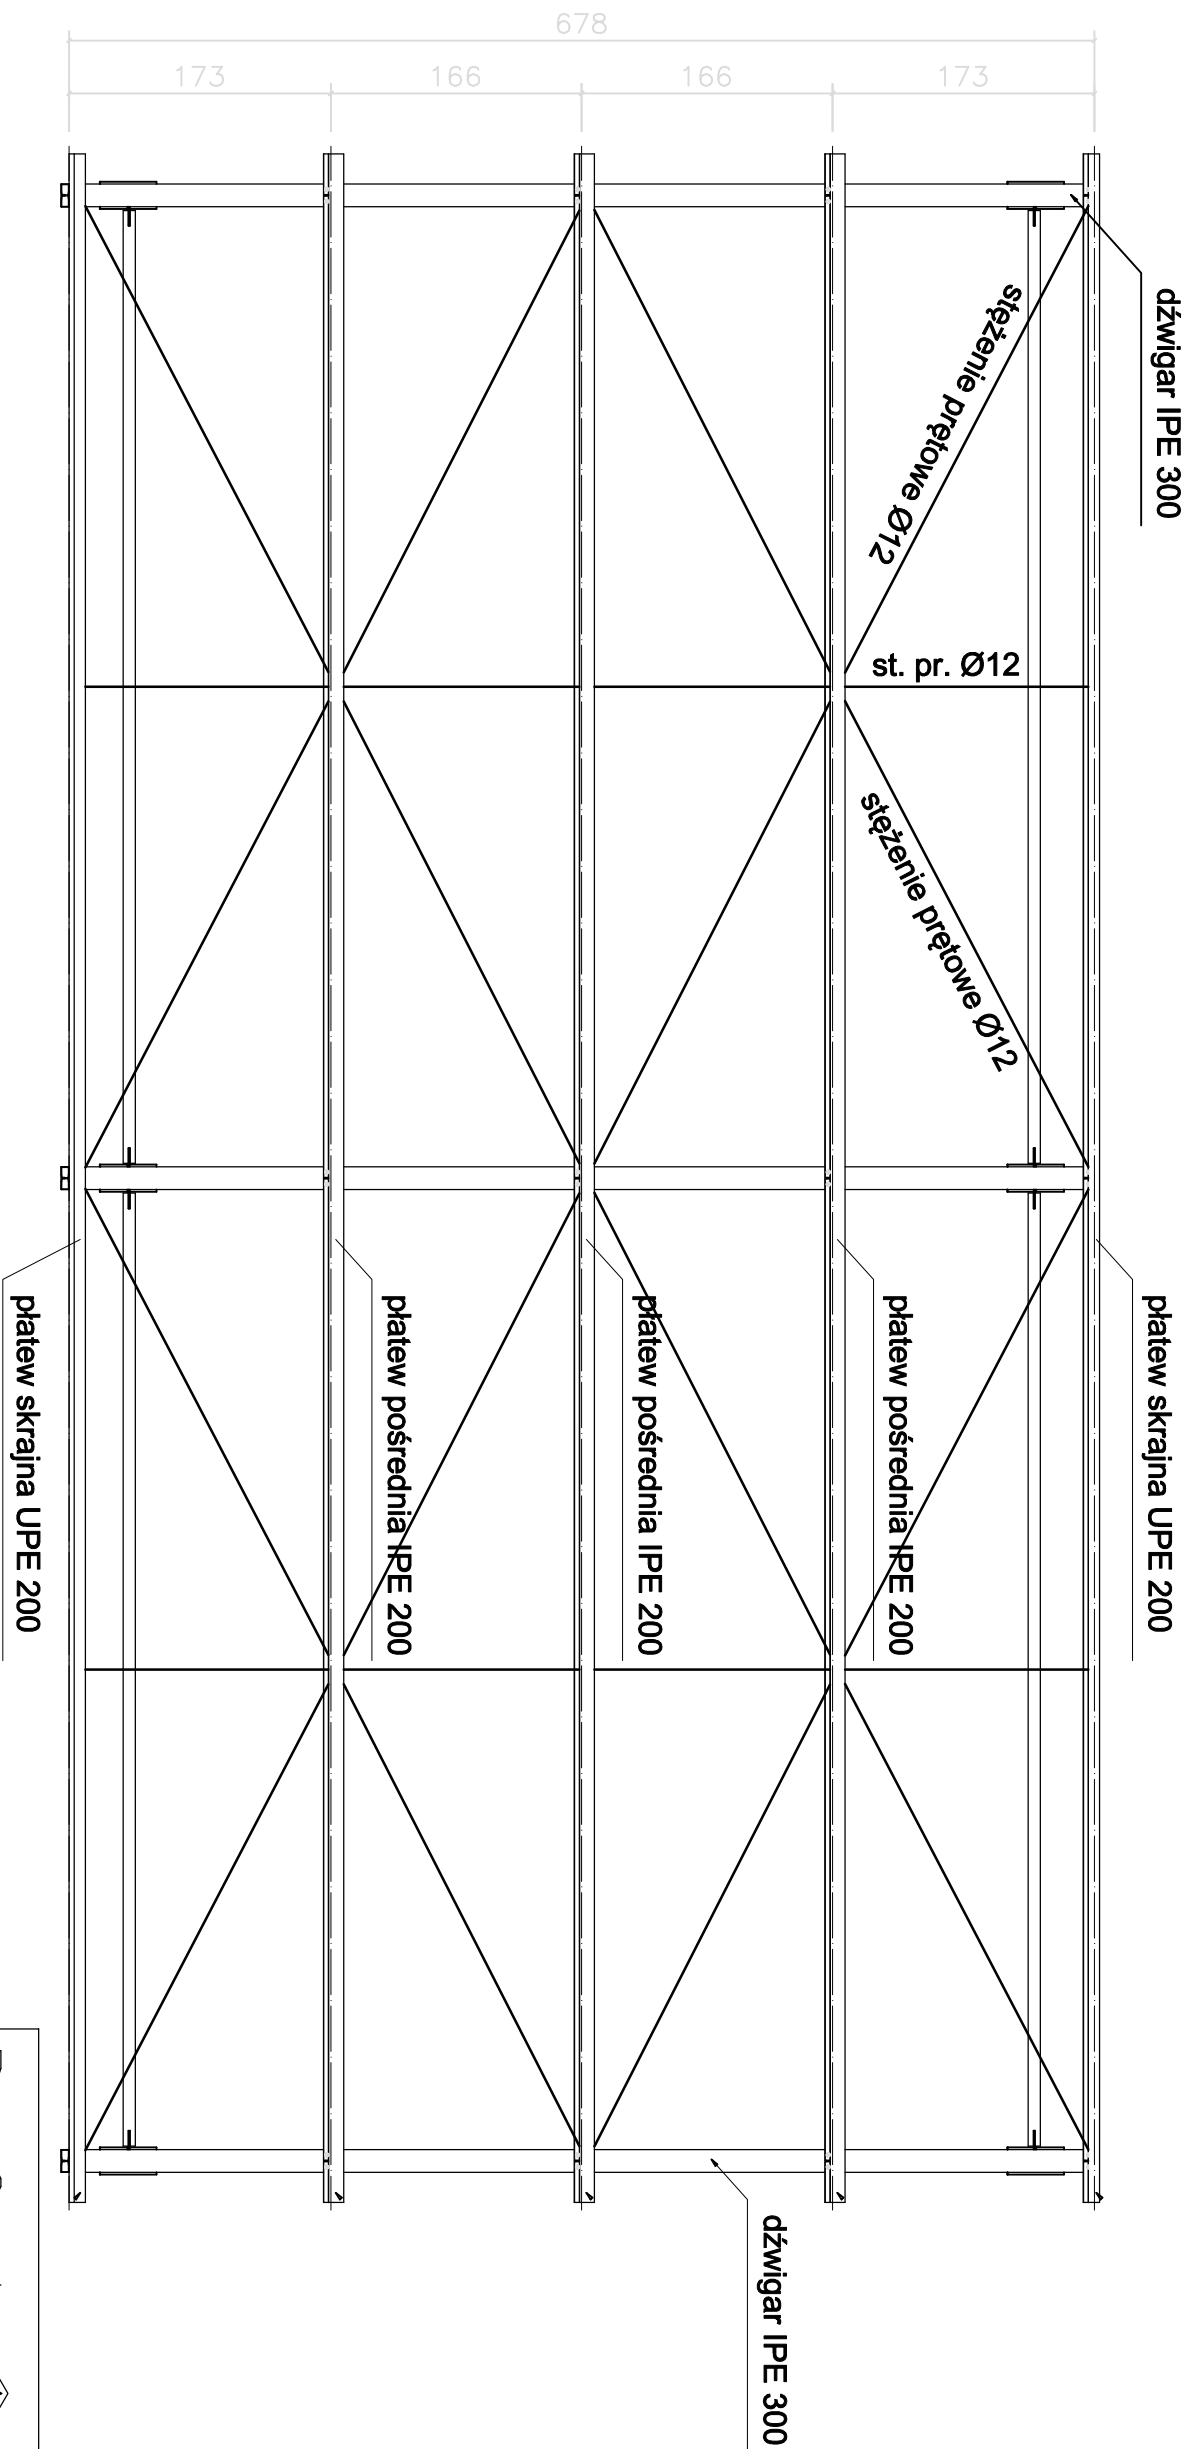 678
173
166
166
173
dźwigar IPE 300
stężenie prętowe Ø12
st. pr. Ø12
stężenie prętowe Ø12
płatew skrajna UPE 200
płatew pośrednia IPE 200
płatew pośrednia IPE 200
płatew pośrednia IPE 200
płatew skrajna UPE 200
dźwigar IPE 300